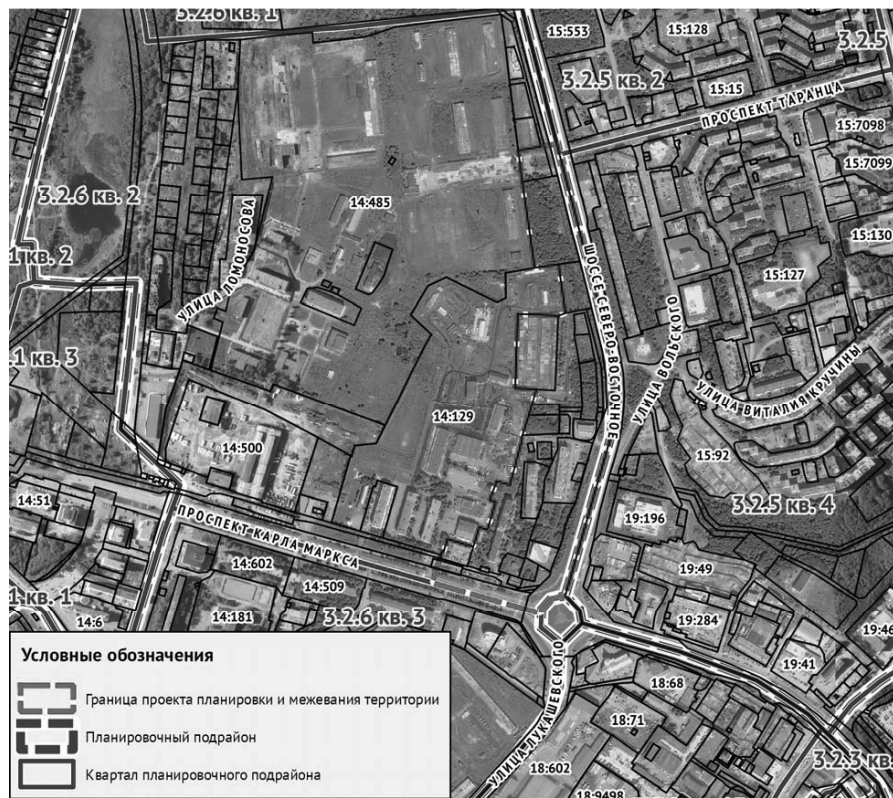 3.2.6 кв. 1
15:553
15:128
3.2.5
3.2.5 кв. 2
15:15
ПРОСПЕКТ ТАРАНЦА
15:7098
15:7099
3.2.6 кв. 2
14:485
15:130
УЛИЦА ЛОМОНОСОВА
ШОССЕ СЕВЕРО-ВОСТОЧНОЕ
1 кв. 2
15:127
УЛИЦА ВОЛЬСКОГО
.1 кв. 3
УЛИЦА ВИТАЛИЯ КРУЧИНЫ
14:129
14:500
15:92
14:51
3.2.5 кв. 4
19:196
ПРОСПЕКТ КАРЛА МАРКСА
14:602
19:49
14:509
1 кв. 1
14:6
14:181
3.2.6 кв. 3
19:284
19:46
19:41
УЛИЦА ЛУКАШЕВСКОГО
18:68
18:71
18:602
3.2.3 кв.
18:9498
Условные обозначения
Граница проекта планировки и межевания территории
Планировочный подрайон
Квартал планировочного подрайона